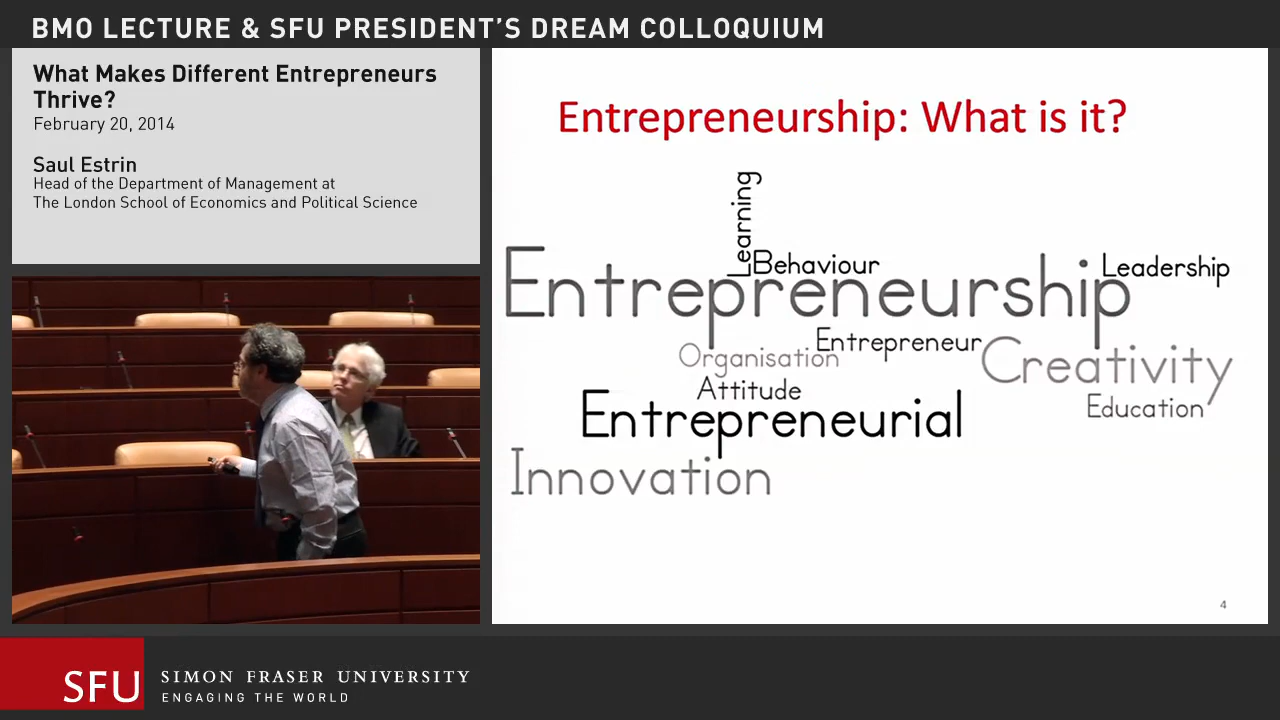 BMO LECTURE & SFU PRESIDENT'S DREAM COLLOQUIUM
What Makes Different Entrepreneurs
Thrive?
February 20, 2014
Saul Estrin
Head of the Department of Management at
The London School of Economics and Political Science
Entrepreneurship: What is it?
Learning
Behaviour
Leadership
Entrepreneurship
Entrepreneur
Organisation
Creativity
Attitude
Education
Entrepreneurial
Innovation
4
SFU
SIMON FRASER UNIVERSITY
ENGAGING THE WORLD